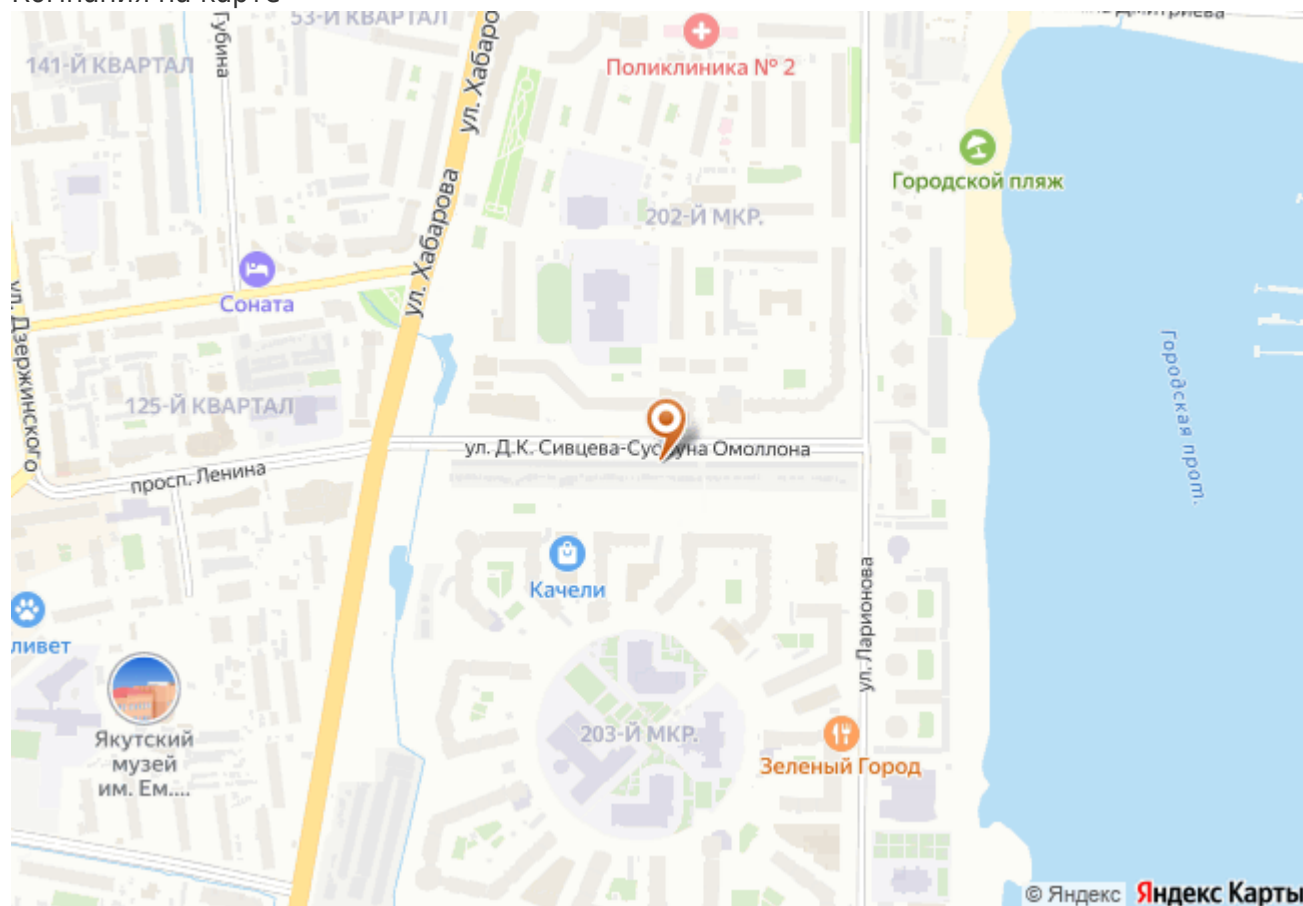 53-Й КВАРТАЛ
Губина
141-Й КВАРТАЛ
ул. Хабарова
Поликлиника № 2
Городской пляж
202-Й МКР.
ул. Хабарова
Соната
ул. Дзержинского
125-Й КВАРТАЛ
Городская прот.
ул. Д.К. Сивцева-Суоруна Омоллона
просп. Ленина
Качели
ул. Ларионова
ливет
203-Й МКР.
Якутский
музей
им. Ем....
Зеленый Город
© Яндекс Яндекс Карты